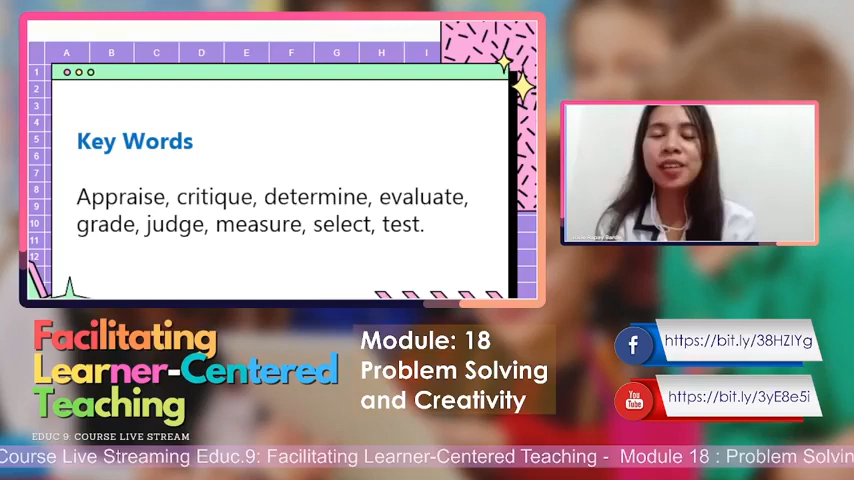 A B C D E F G H I
1
2
3
4
5
6
7
8
9
10
11
12
Key Words
Appraise, critique, determine, evaluate,
grade, judge, measure, select, test.
Facilitating
Learner-Centered
Teaching
EDUC 9 COURSE LIVE STREAM
Module: 18
Problem Solving
and Creativity
https://bit.ly/38HZIYg
You
Tube
https://bit.ly/3yE8e5i
Course Live Streaming Educ.9: Facilitating Learner-Centered Teaching - Module 18 : Problem Solvin